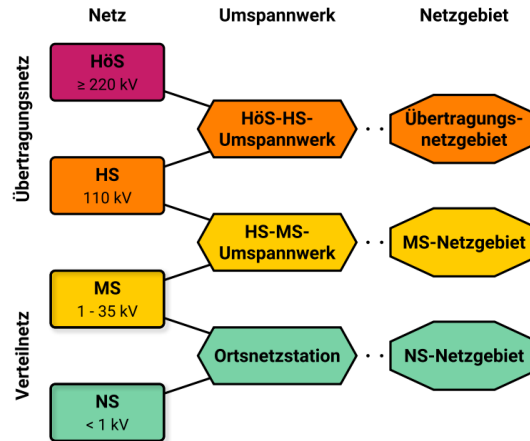 Netz
Umspannwerk
Netzgebiet
Übertragungsnetz
HöS
≥ 220 kV
HöS-HS-
Umspannwerk
Übertragungs-
netzgebiet
HS
110 kV
HS-MS-
Umspannwerk
MS-Netzgebiet
Verteilnetz
MS
1 - 35 kV
Ortsnetzstation
NS-Netzgebiet
NS
< 1 kV